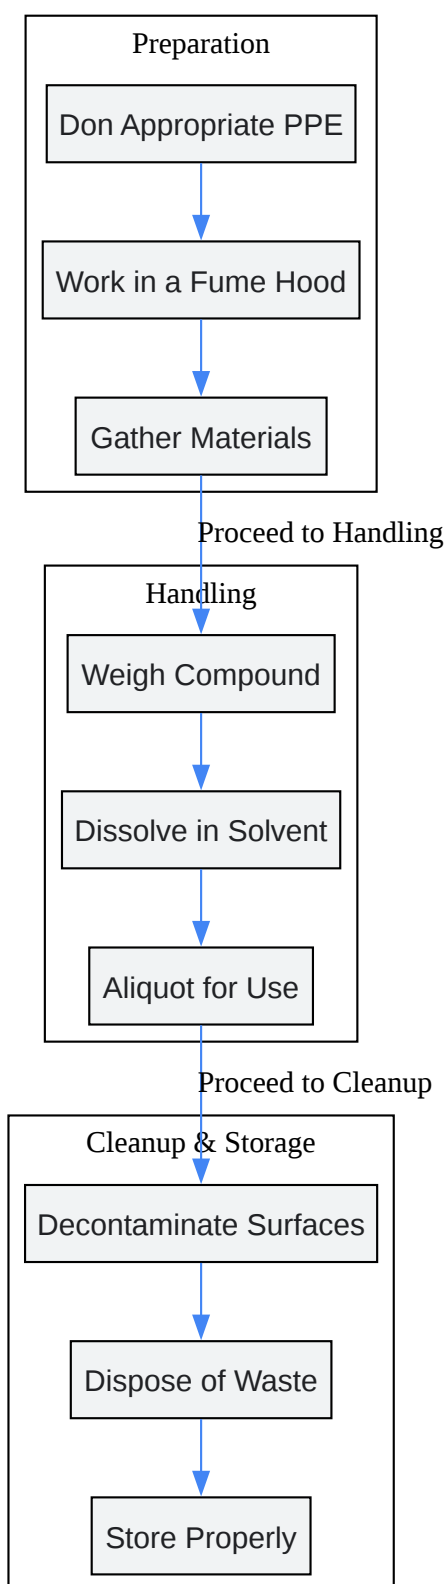 Preparation
Don Appropriate PPE
Work in a Fume Hood
Gather Materials
Proceed to Handling
Handling
Weigh Compound
Dissolve in Solvent
Aliquot for Use
Proceed to Cleanup
Cleanup & Storage
Decontaminate Surfaces
Dispose of Waste
Store Properly